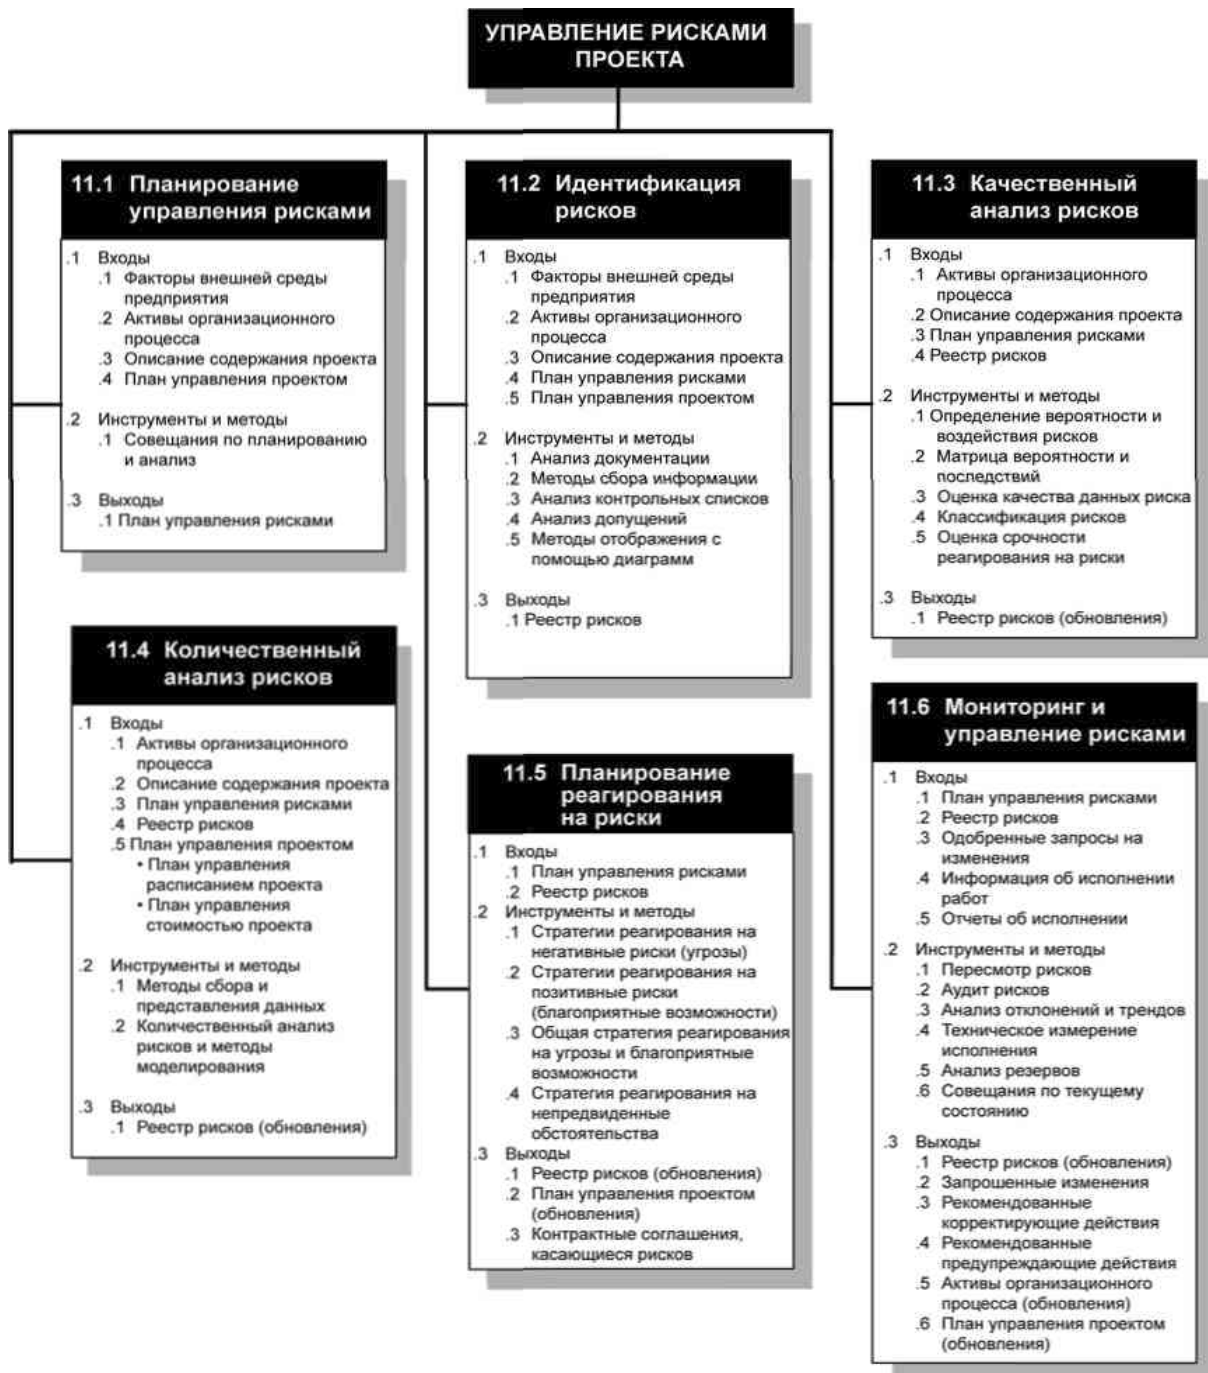 УПРАВЛЕНИЕ РИСКАМИ
ПРОЕКТА
11.1 Планирование
управления рисками
.1 Входы
.1 Факторы внешней среды
предприятия
.2 Активы организационного
процесса
.3 Описание содержания проекта
.4 План управления проектом
.2 Инструменты и методы
.1 Совещания по планированию
и анализ
.3 Выходы
.1 План управления рисками
11.2 Идентификация
рисков
.1 Входы
.1 Факторы внешней среды
предприятия
.2 Активы организационного
процесса
.3 Описание содержания проекта
.4 План управления рисками
.5 План управления проектом
.2 Инструменты и методы
.1 Анализ документации
.2 Методы сбора информации
.3 Анализ контрольных списков
.4 Анализ допущений
.5 Методы отображения с
помощью диаграмм
.3 Выходы
.1 Реестр рисков
11.3 Качественный
анализ рисков
.1 Входы
.1 Активы организационного
процесса
.2 Описание содержания проекта
.3 План управления рисками
.4 Реестр рисков
.2 Инструменты и методы
.1 Определение вероятности и
воздействия рисков
.2 Матрица вероятности и
последствий
.3 Оценка качества данных риска
.4 Классификация рисков
.5 Оценка срочности
реагирования на риски
.3 Выходы
.1 Реестр рисков (обновления)
11.4 Количественный
анализ рисков
.1 Входы
.1 Активы организационного
процесса
.2 Описание содержания проекта
.3 План управления рисками
.4 Реестр рисков
.5 План управления проектом
• План управления
расписанием проекта
• План управления
стоимостью проекта
.2 Инструменты и методы
.1 Методы сбора и
представления данных
.2 Количественный анализ
рисков и методы
моделирования
.3 Выходы
.1 Реестр рисков (обновления)
11.5 Планирование
реагирования
на риски
.1 Входы
.1 План управления рисками
.2 Реестр рисков
.2 Инструменты и методы
.1 Стратегии реагирования на
негативные риски (угрозы)
.2 Стратегии реагирования на
позитивные риски
(благоприятные возможности)
.3 Общая стратегия реагирования
на угрозы и благоприятные
возможности
.4 Стратегия реагирования на
непредвиденные
обстоятельства
.3 Выходы
.1 Реестр рисков (обновления)
.2 План управления проектом
(обновления)
.3 Контрактные соглашения,
касающиеся рисков
11.6 Мониторинг и
управление рисками
.1 Входы
.1 План управления рисками
.2 Реестр рисков
.3 Одобренные запросы на
изменения
.4 Информация об исполнении
работ
.5 Отчеты об исполнении
.2 Инструменты и методы
.1 Пересмотр рисков
.2 Аудит рисков
.3 Анализ отклонений и трендов
.4 Техническое измерение
исполнения
.5 Анализ резервов
.6 Совещания по текущему
состоянию
.3 Выходы
.1 Реестр рисков (обновления)
.2 Запрошенные изменения
.3 Рекомендованные
корректирующие действия
.4 Рекомендованные
предупреждающие действия
.5 Активы организационного
процесса (обновления)
.6 План управления проектом
(обновления)